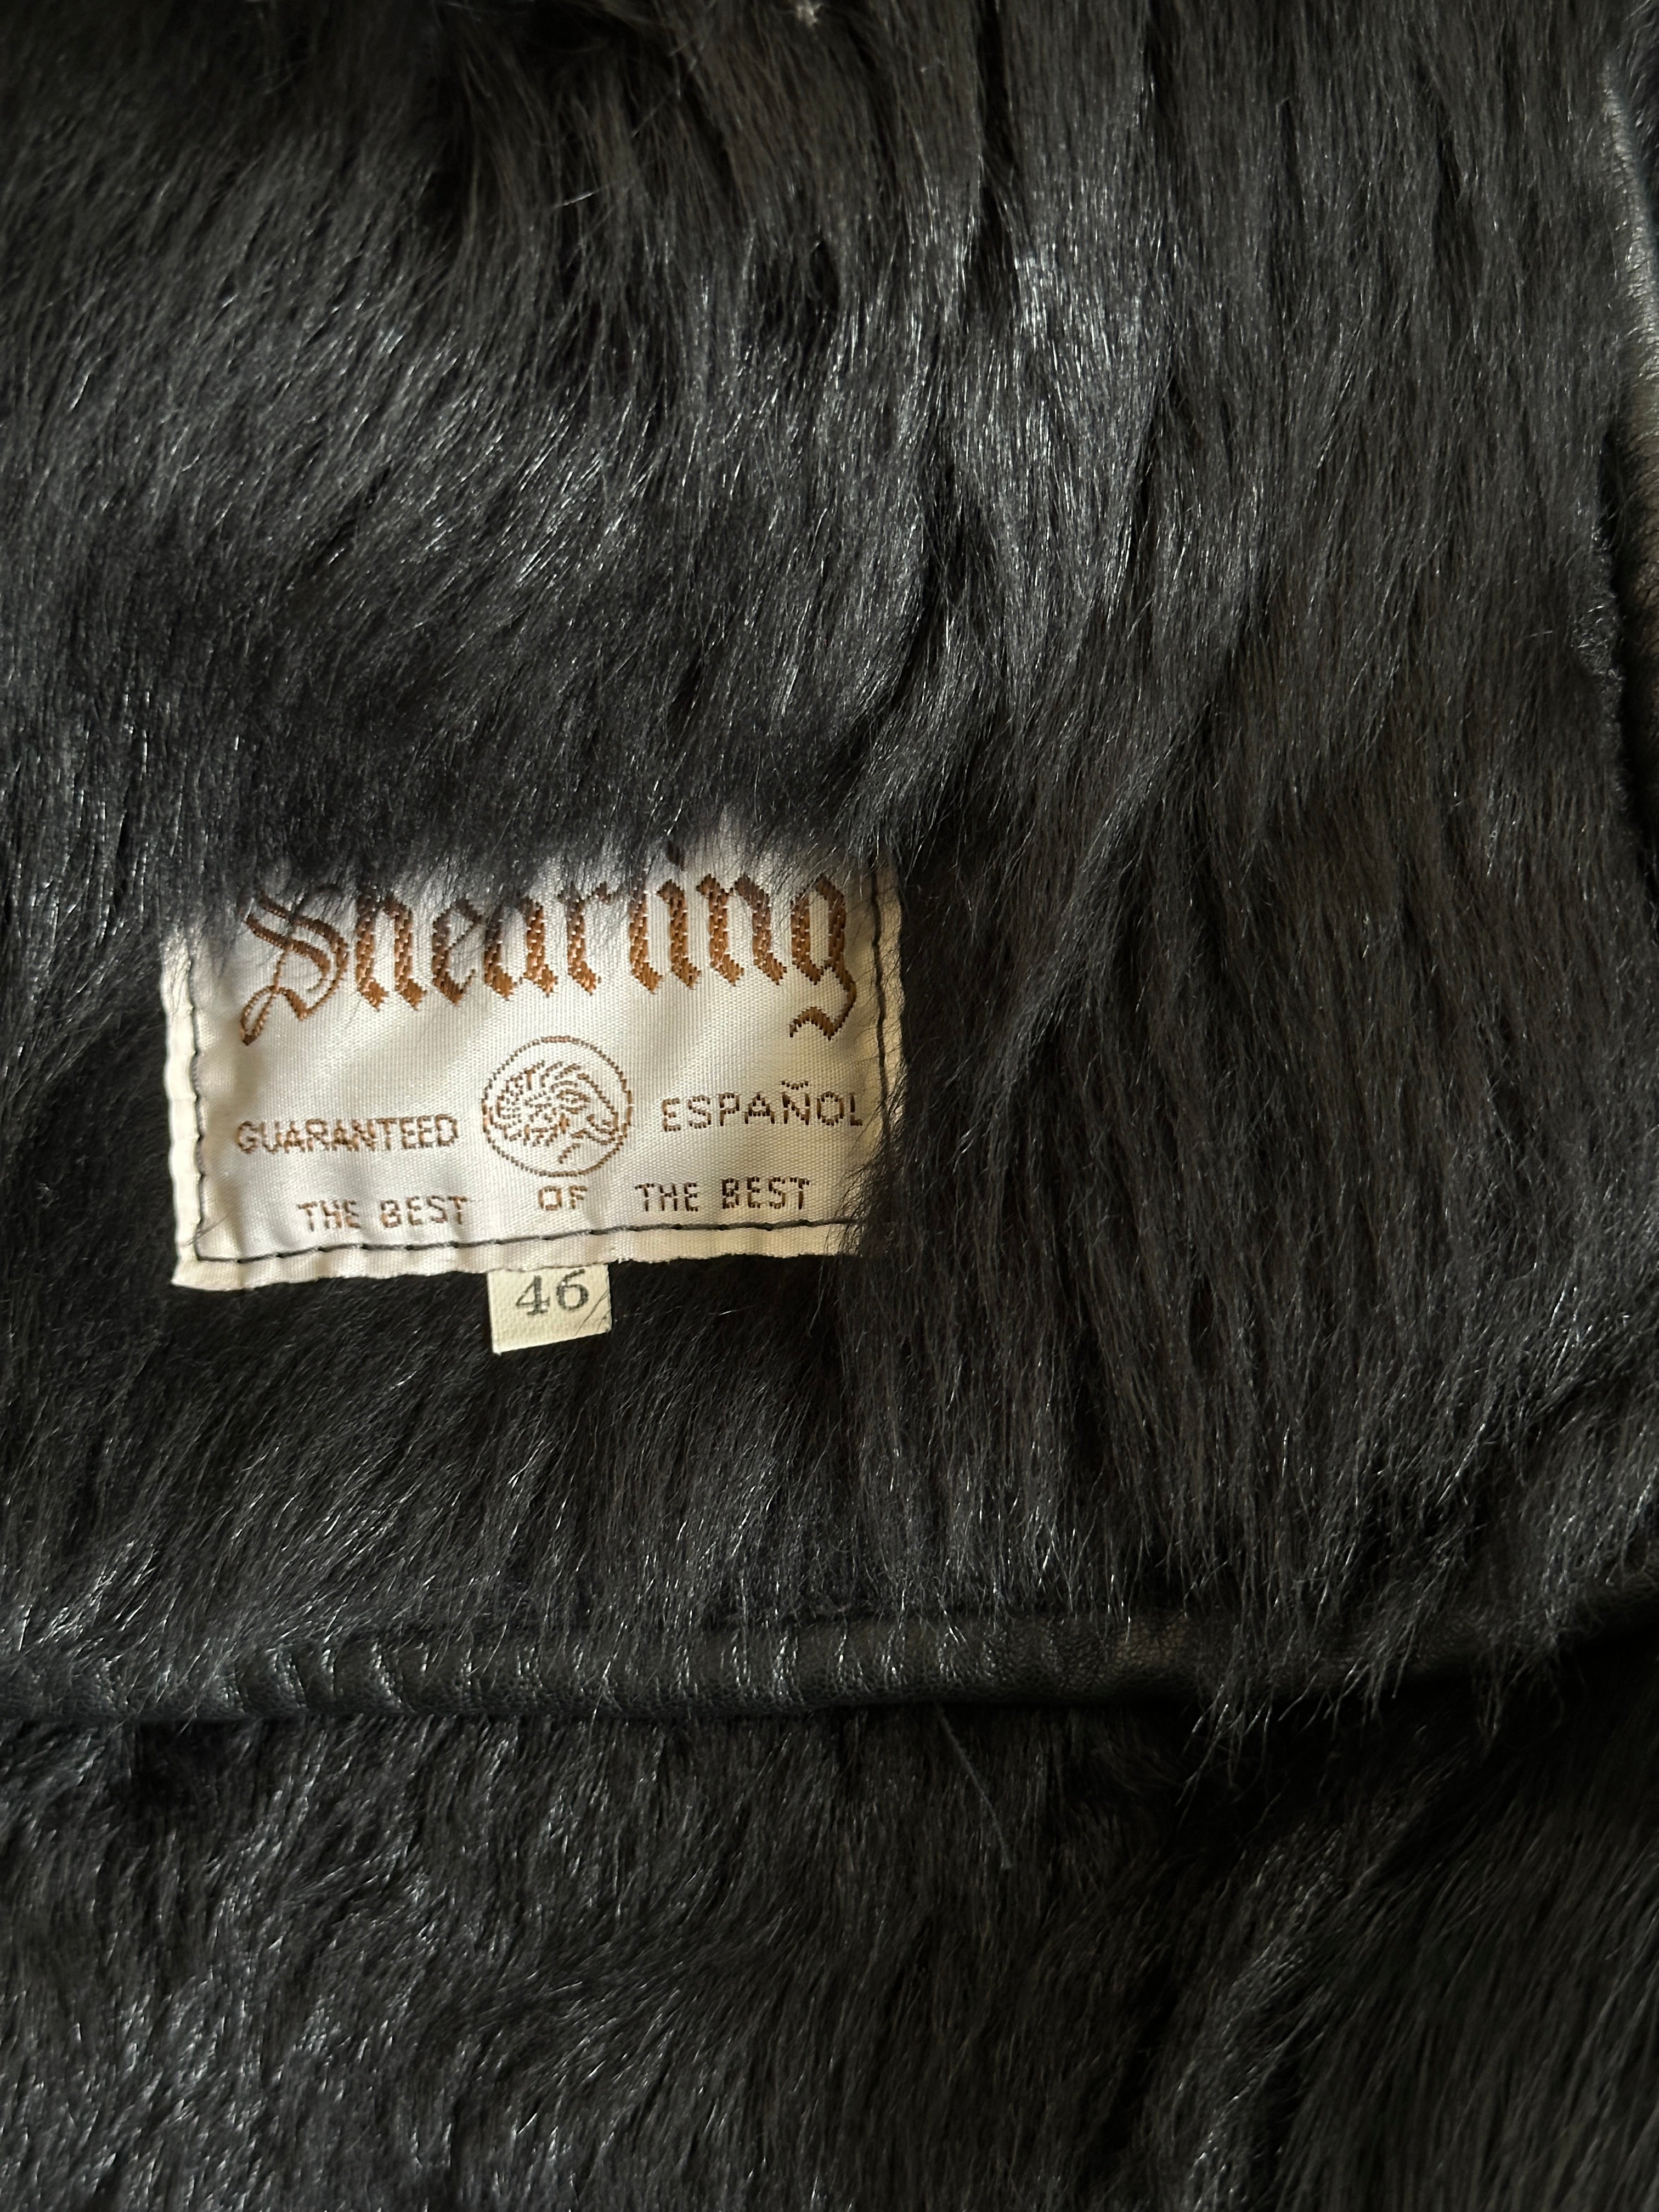 Shearling
GUARANTEED ESPAÑOL
THE BEST OF THE BEST
46